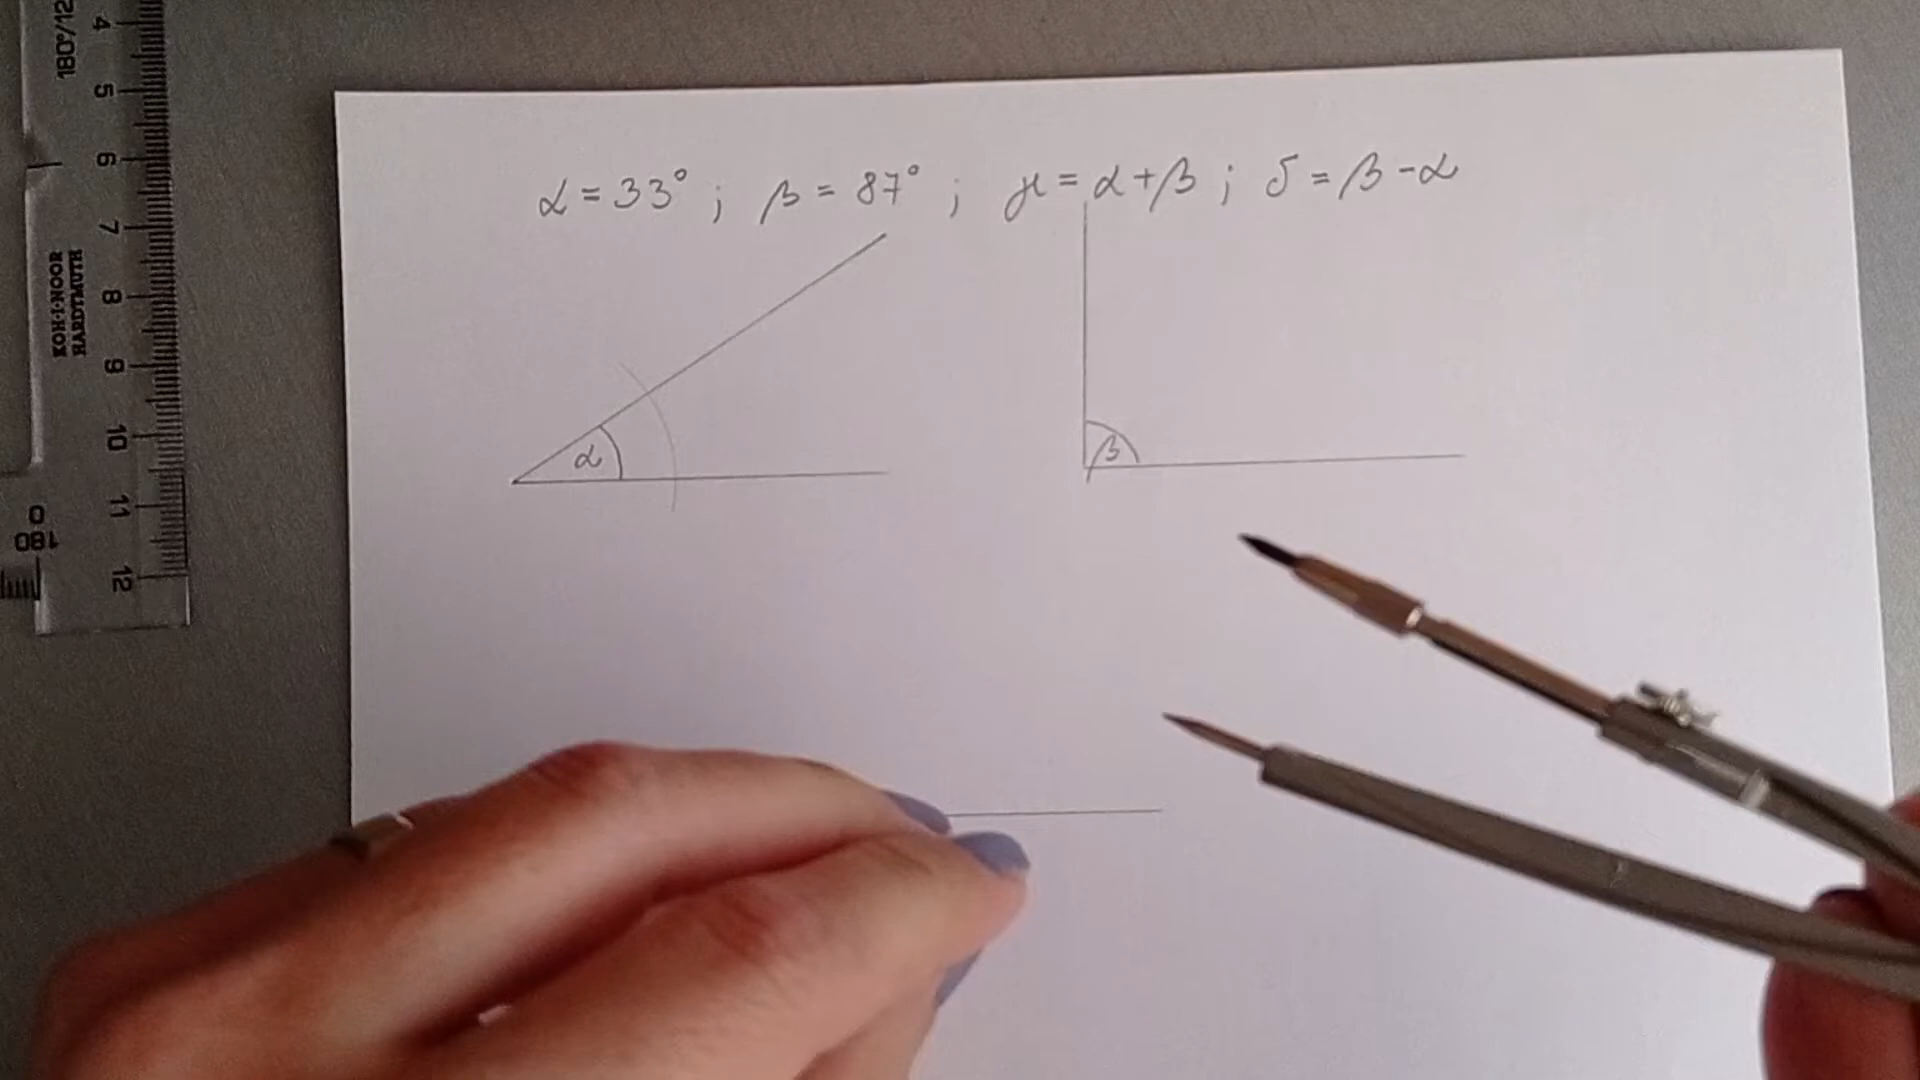 α = 33° ; β = 87° ; γ = α + β ; δ = β - α
α
β
180°/12
4
5
6
7
8
9
10
11
12
KOH-I-NOOR
HARDTMUTH
0
180